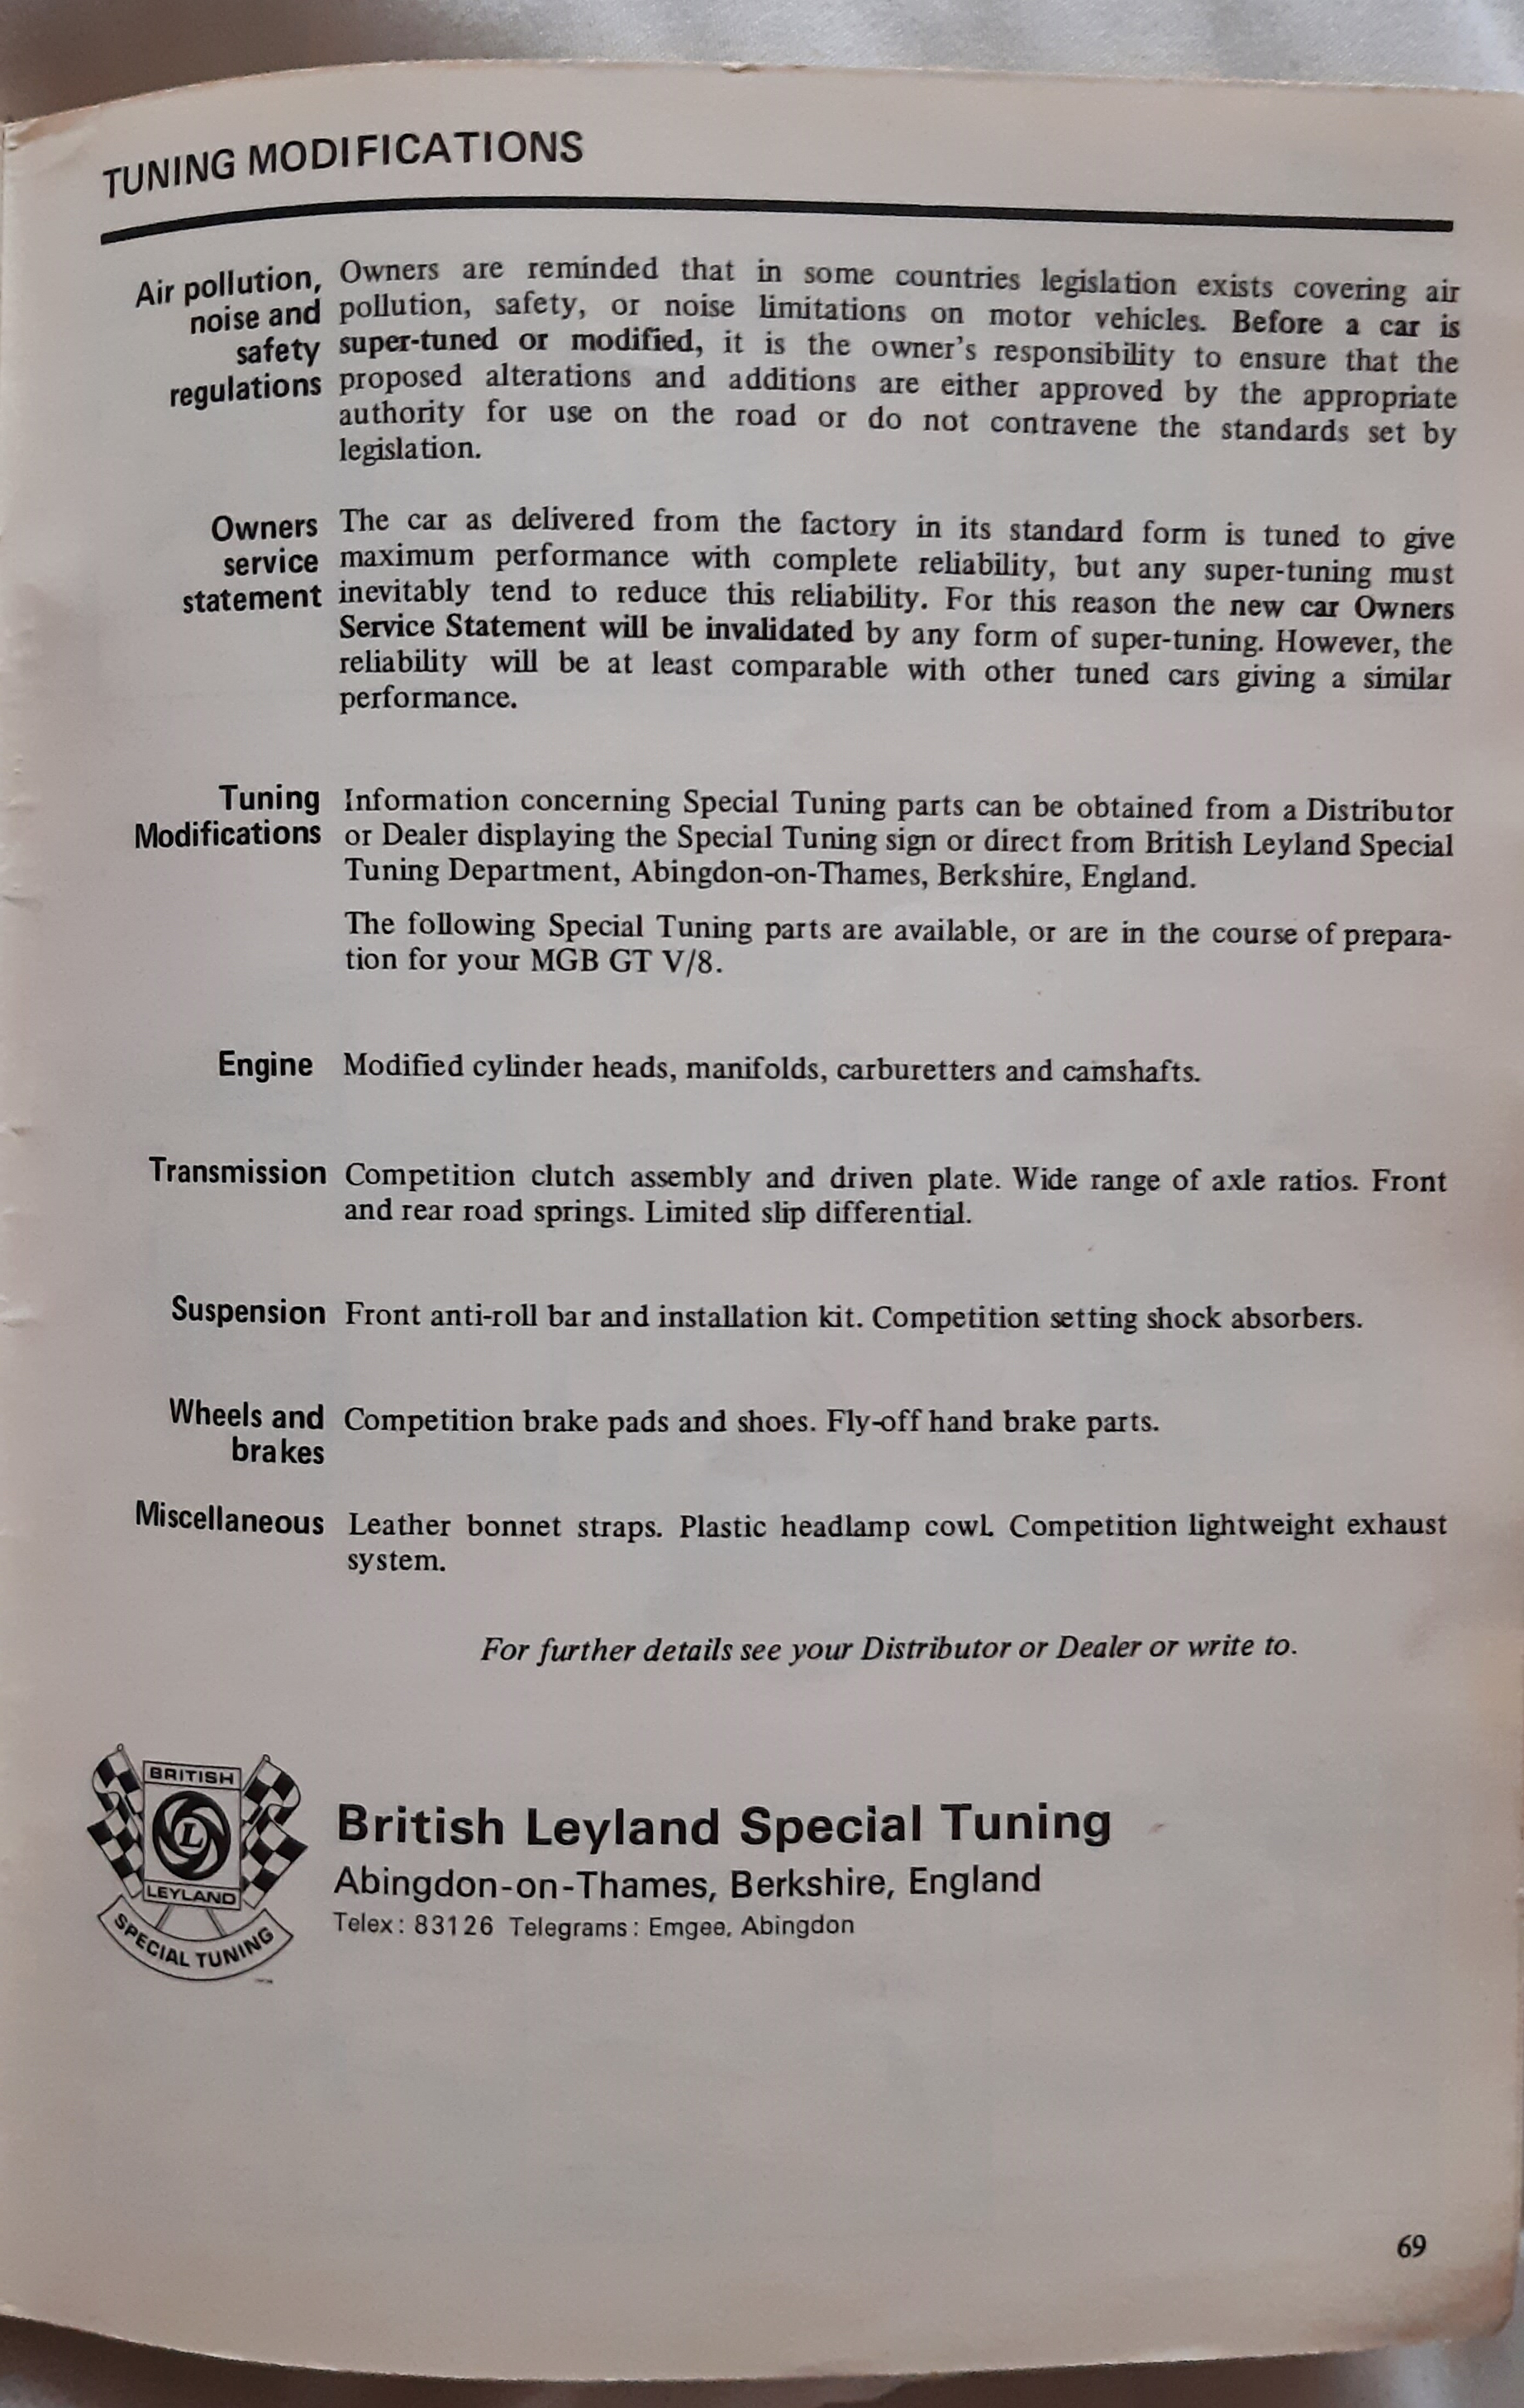 TUNING MODIFICATIONS
Air pollution,
noise and
safety
regulations
Owners are reminded that in some countries legislation exists covering air
pollution, safety, or noise limitations on motor vehicles. Before a car is
super-tuned or modified, it is the owner's responsibility to ensure that the
proposed alterations and additions are either approved by the appropriate
authority for use on the road or do not contravene the standards set by
legislation.
Owners
service
statement
The car as delivered from the factory in its standard form is tuned to give
maximum performance with complete reliability, but any super-tuning must
inevitably tend to reduce this reliability. For this reason the new car Owners
Service Statement will be invalidated by any form of super-tuning. However, the
reliability will be at least comparable with other tuned cars giving a similar
performance.
Tuning
Modifications
Information concerning Special Tuning parts can be obtained from a Distributor
or Dealer displaying the Special Tuning sign or direct from British Leyland Special
Tuning Department, Abingdon-on-Thames, Berkshire, England.
The following Special Tuning parts are available, or are in the course of prepara-
tion for your MGB GT V/8.
Engine
Modified cylinder heads, manifolds, carburetters and camshafts.
Transmission
Competition clutch assembly and driven plate. Wide range of axle ratios. Front
and rear road springs. Limited slip differential.
Suspension
Front anti-roll bar and installation kit. Competition setting shock absorbers.
Wheels and
brakes
Competition brake pads and shoes. Fly-off hand brake parts.
Miscellaneous
Leather bonnet straps. Plastic headlamp cowl. Competition lightweight exhaust
system.
For further details see your Distributor or Dealer or write to.
BRITISH
L
LEYLAND
SPECIAL TUNING
British Leyland Special Tuning
Abingdon-on-Thames, Berkshire, England
Telex: 83126 Telegrams: Emgee, Abingdon
69